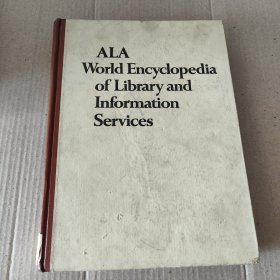 ALA
World Encyclopedia
of Library and
Information
Services